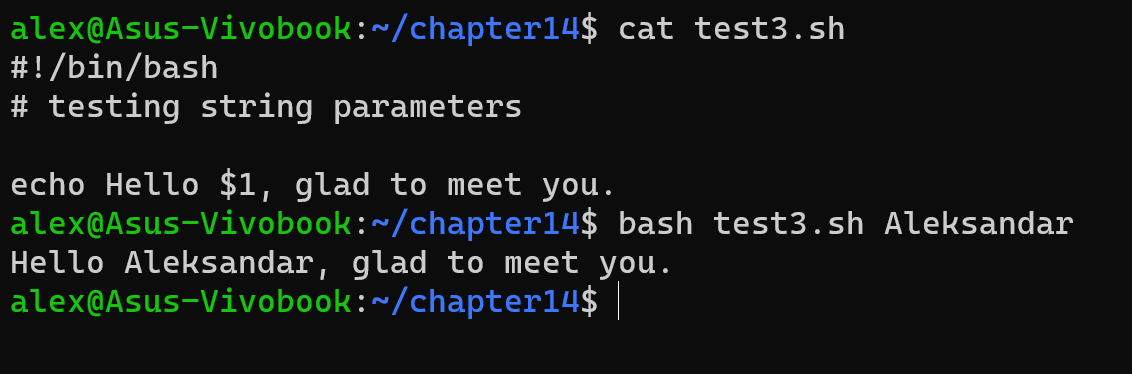 alex@Asus-Vivobook:~/chapter14$ cat test3.sh
#!/bin/bash
# testing string parameters
echo Hello $1, glad to meet you.
alex@Asus-Vivobook:~/chapter14$ bash test3.sh Aleksandar
Hello Aleksandar, glad to meet you.
alex@Asus-Vivobook:~/chapter14$